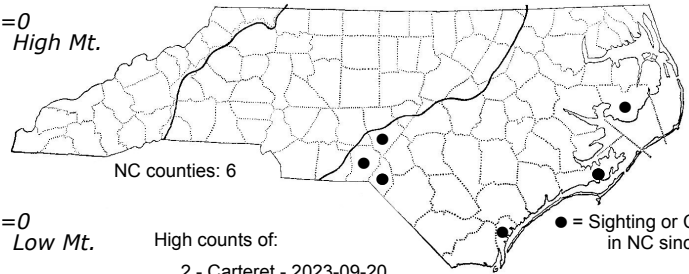 =0
High Mt.
NC counties: 6
=0
Low Mt.
High counts of:
2 - Carteret - 2023-09-20
● = Sighting or
in NC